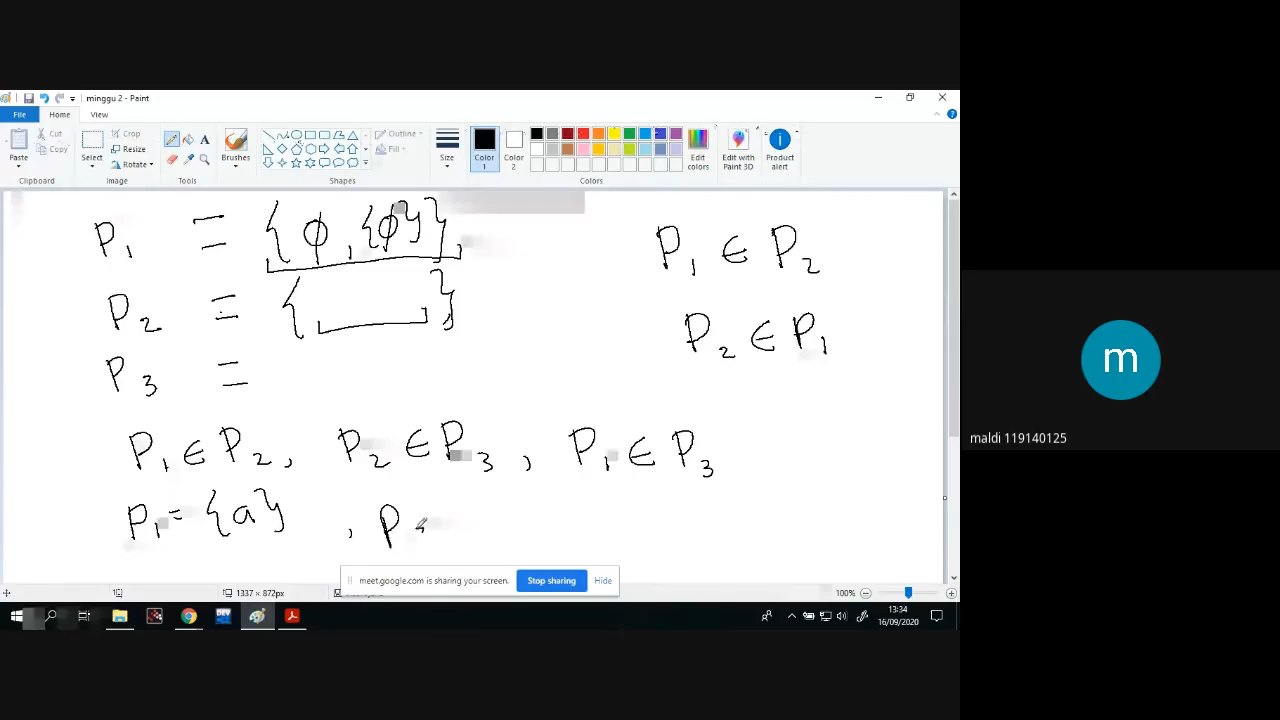 minggu 2 - Paint
File Home View
Paste Cut Copy Clipboard
Select Crop Resize Rotate Image
Tools
Brushes
Outline Fill Shapes
Size
Color 1 Color 2 Edit colors Colors
Edit with Paint 3D
Product alert
P₁ = {ϕ, {ϕ}},
P₂ = { }
P₃ =
P₁ ∈ P₂
P₂ ∈ P₁
P₁ ∈ P₂, P₂ ∈ P₃, P₁ ∈ P₃
P₁ = {a} , P
meet.google.com is sharing your screen. Stop sharing Hide
1337 × 872px
100%
13:34
16/09/2020
m
maldi 119140125